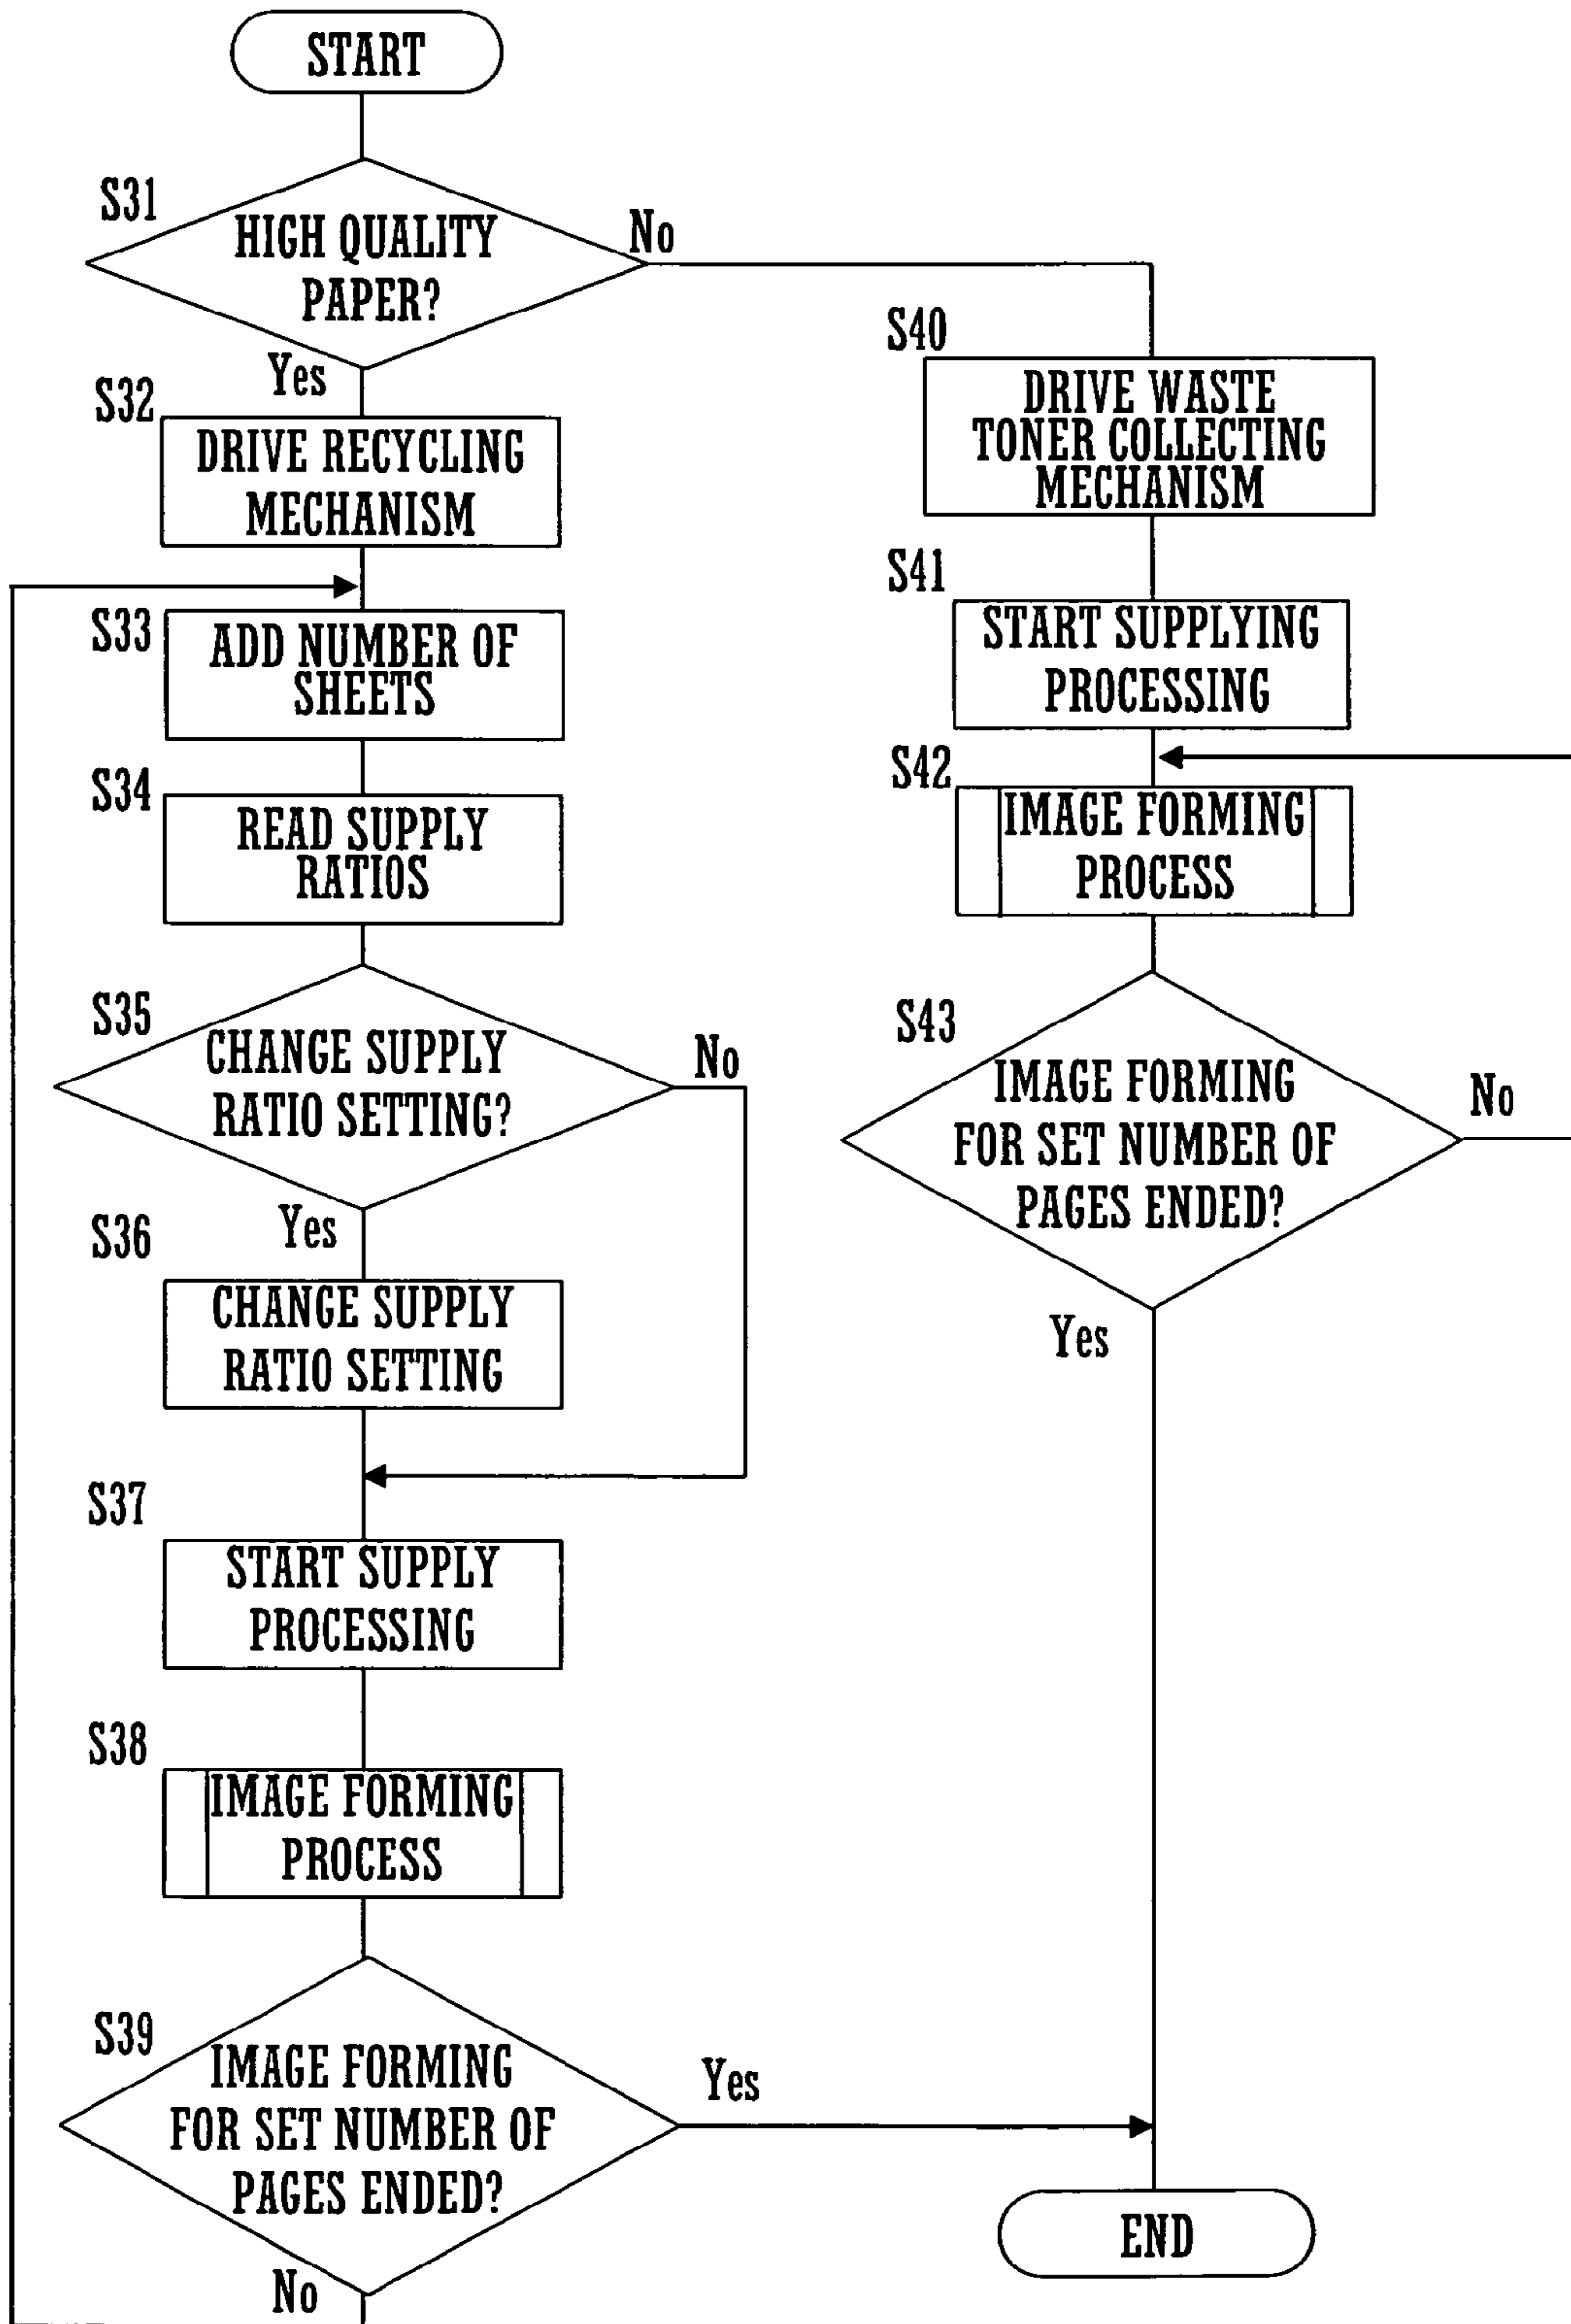 START
S31
HIGH QUALITY
PAPER?
No
Yes
S32
DRIVE RECYCLING
MECHANISM
S33
ADD NUMBER OF
SHEETS
S34
READ SUPPLY
RATIOS
S35
CHANGE SUPPLY
RATIO SETTING?
No
Yes
S36
CHANGE SUPPLY
RATIO SETTING
S37
START SUPPLY
PROCESSING
S38
IMAGE FORMING
PROCESS
S39
IMAGE FORMING
FOR SET NUMBER OF
PAGES ENDED?
Yes
No
S40
DRIVE WASTE
TONER COLLECTING
MECHANISM
S41
START SUPPLYING
PROCESSING
S42
IMAGE FORMING
PROCESS
S43
IMAGE FORMING
FOR SET NUMBER OF
PAGES ENDED?
No
Yes
END